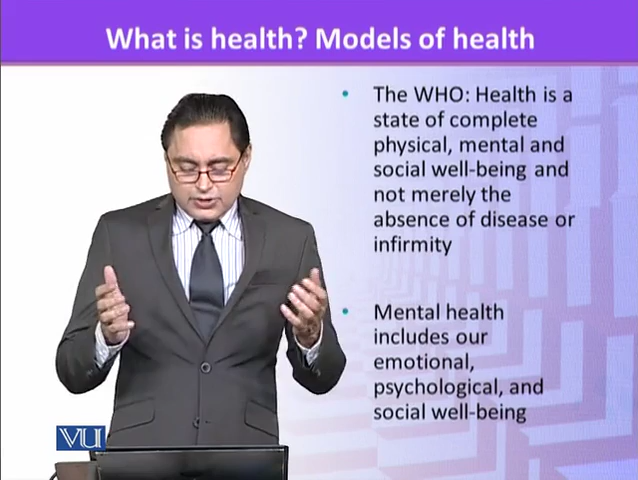 What is health? Models of health
• The WHO: Health is a
state of complete
physical, mental and
social well-being and
not merely the
absence of disease or
infirmity
• Mental health
includes our
emotional,
psychological, and
social well-being
VU